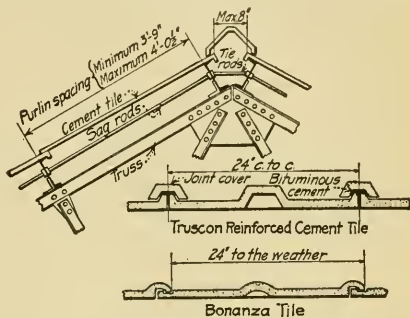 Max 8"
Purlin spacing { Minimum 3'-9"
Maximum 4'-0½"
Tie
rods
Cement tile
Sag rods
Truss
24" c. to c.
Joint cover
Bituminous
cement
Truscon Reinforced Cement Tile
24" to the weather
Bonanza Tile